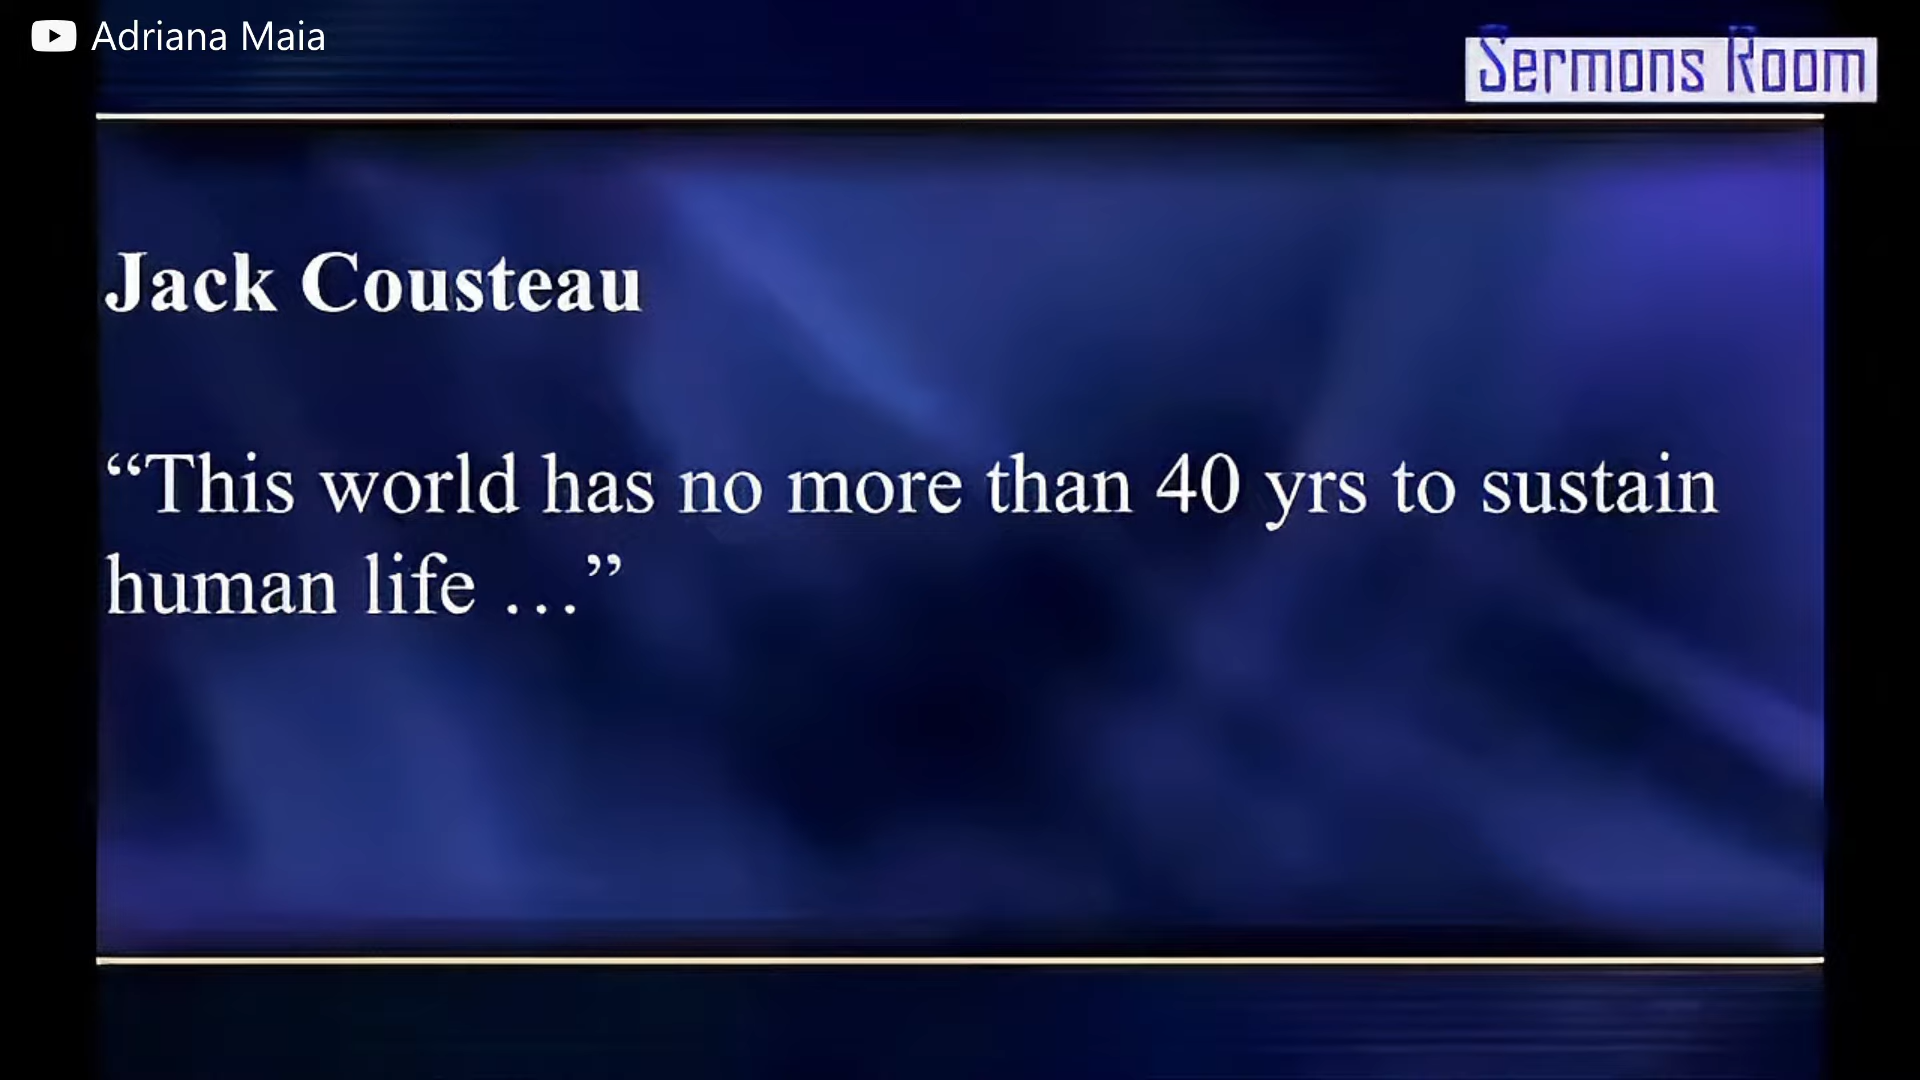 Adriana Maia
Sermons Room
Jack Cousteau
“This world has no more than 40 yrs to sustain
human life …”